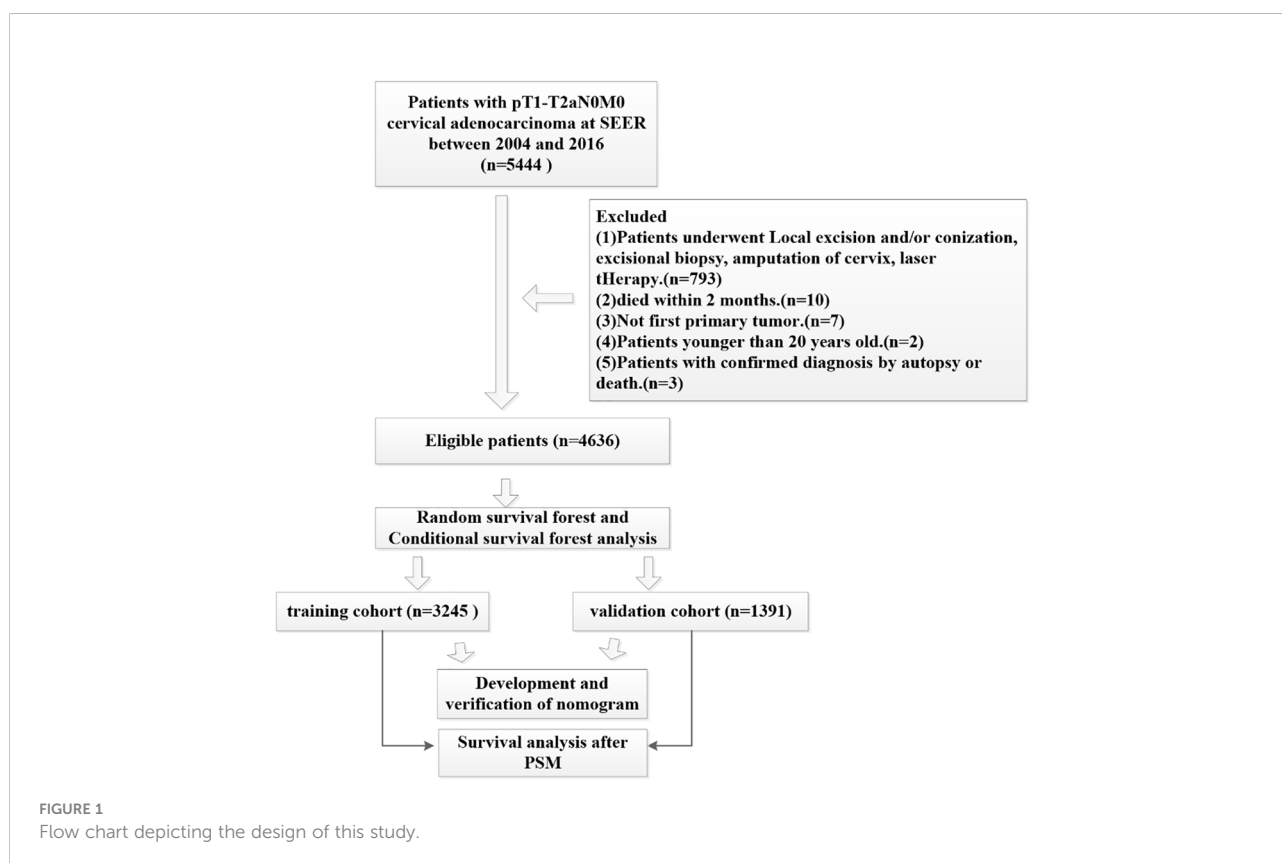 Patients with pT1-T2aN0M0
cervical adenocarcinoma at SEER
between 2004 and 2016
(n=5444 )
Excluded
(1)Patients underwent Local excision and/or conization,
excisional biopsy, amputation of cervix, laser
tHerapy.(n=793)
(2)died within 2 months.(n=10)
(3)Not first primary tumor.(n=7)
(4)Patients younger than 20 years old.(n=2)
(5)Patients with confirmed diagnosis by autopsy or
death.(n=3)
Eligible patients (n=4636)
Random survival forest and
Conditional survival forest analysis
training cohort (n=3245 )
validation cohort (n=1391)
Development and
verification of nomogram
Survival analysis after
PSM
FIGURE 1
Flow chart depicting the design of this study.